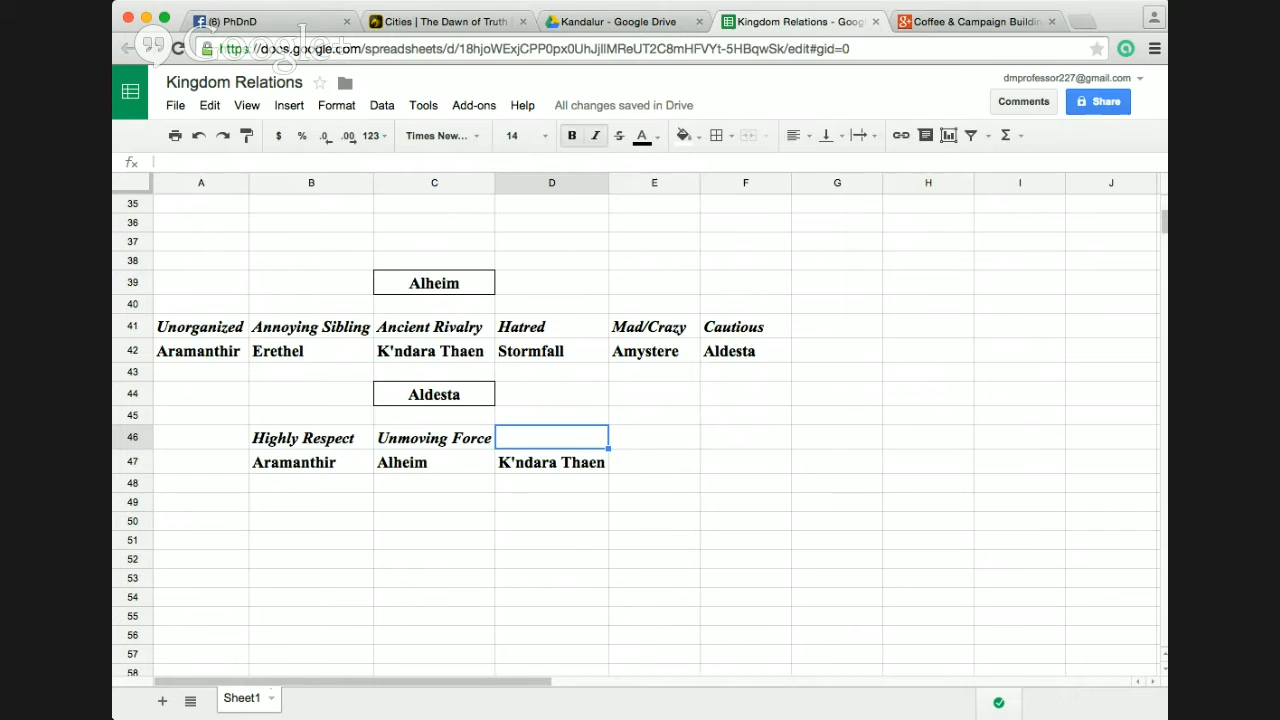 (6) PhDnD
Cities | The Dawn of Truth
Kandalur - Google Drive
Kingdom Relations - Goog
Coffee & Campaign Buildin
Google+
https://docs.google.com/spreadsheets/d/18hjoWExjCPP0px0UhJjIlMReUT2C8mHFVYt-5HBqwSk/edit#gid=0
Kingdom Relations
dmprofessor227@gmail.com
File Edit View Insert Format Data Tools Add-ons Help All changes saved in Drive
Comments
Share
$ % .0 .00 123 Times New... 14 B I S A Σ
fx
A B C D E F G H I J
35
36
37
38
39 Alheim
40
41 Unorganized Annoying Sibling Ancient Rivalry Hatred Mad/Crazy Cautious
42 Aramanthir Erethel K'ndara Thaen Stormfall Amystere Aldesta
43
44 Aldesta
45
46 Highly Respect Unmoving Force
47 Aramanthir Alheim K'ndara Thaen
48
49
50
51
52
53
54
55
56
57
58
Sheet1